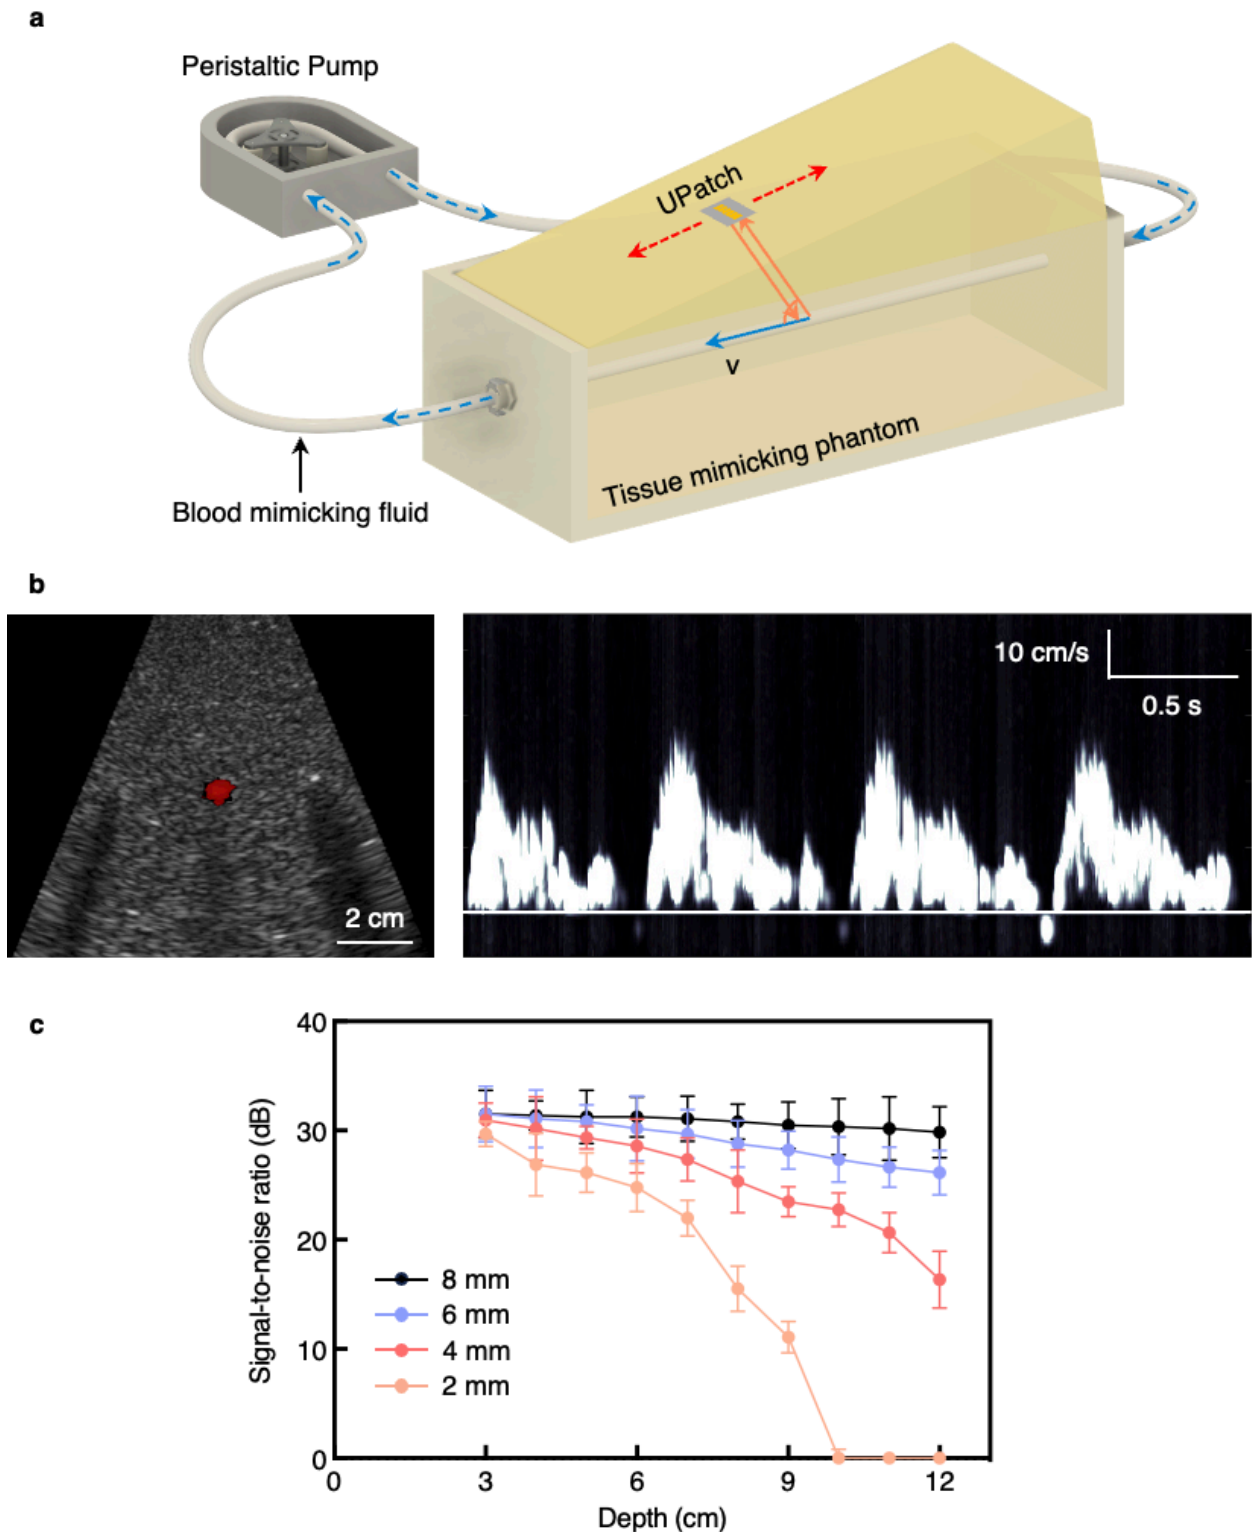 a
Peristaltic Pump
UPatch
v
Tissue mimicking phantom
Blood mimicking fluid
b
2 cm
10 cm/s
0.5 s
c
Signal-to-noise ratio (dB)
40
30
20
10
0
8 mm
6 mm
4 mm
2 mm
0 3 6 9 12
Depth (cm)